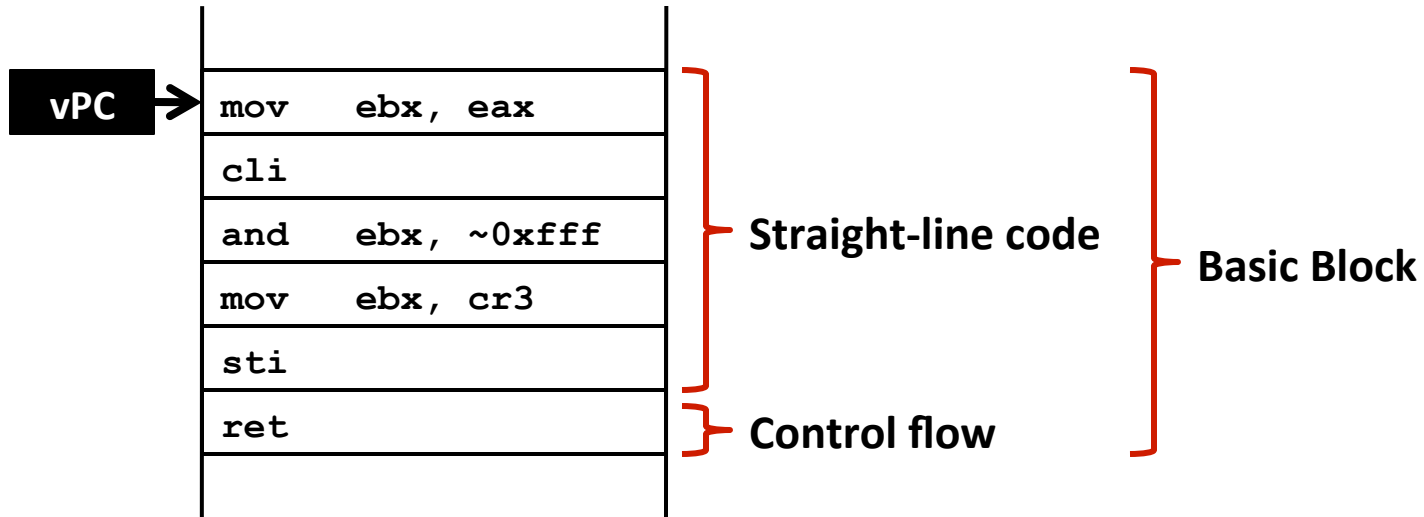 vPC
mov ebx, eax
cli
and ebx, ~0xfff
mov ebx, cr3
sti
ret
Straight-line code
Control flow
Basic Block